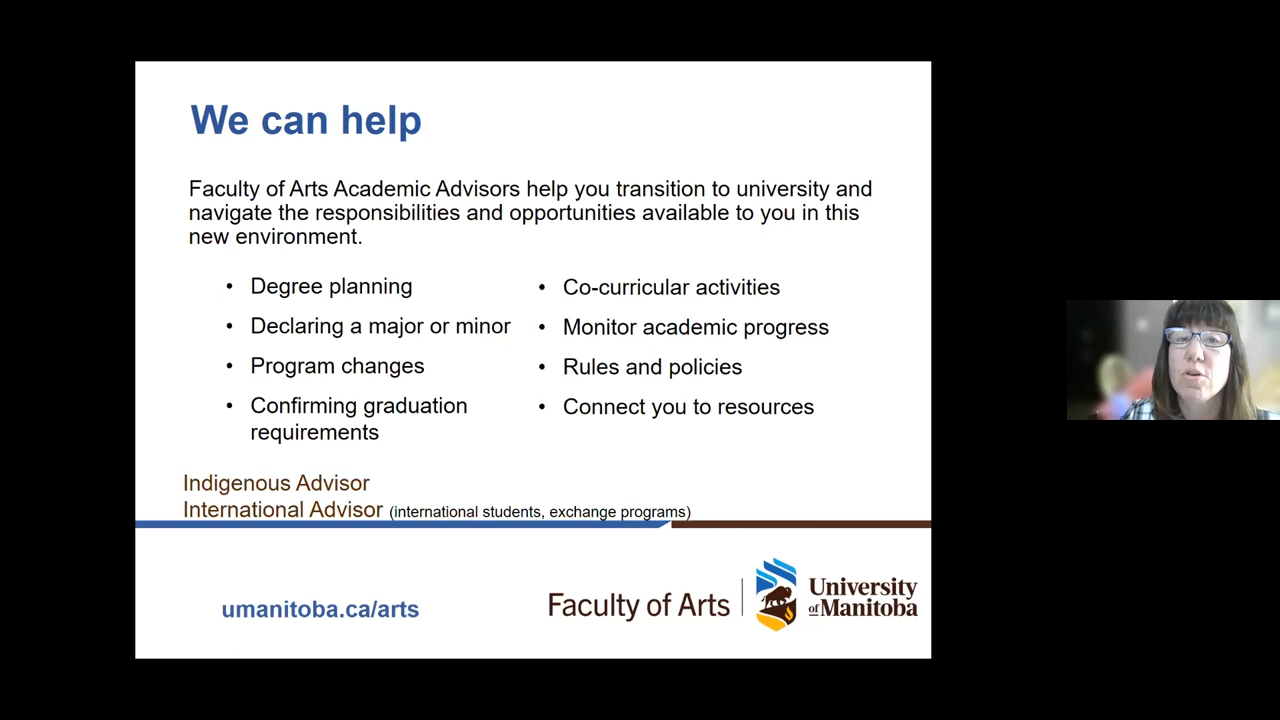 We can help
Faculty of Arts Academic Advisors help you transition to university and
navigate the responsibilities and opportunities available to you in this
new environment.
• Degree planning
• Declaring a major or minor
• Program changes
• Confirming graduation
requirements
• Co-curricular activities
• Monitor academic progress
• Rules and policies
• Connect you to resources
Indigenous Advisor
International Advisor (international students, exchange programs)
umanitoba.ca/arts
Faculty of Arts
University
of Manitoba